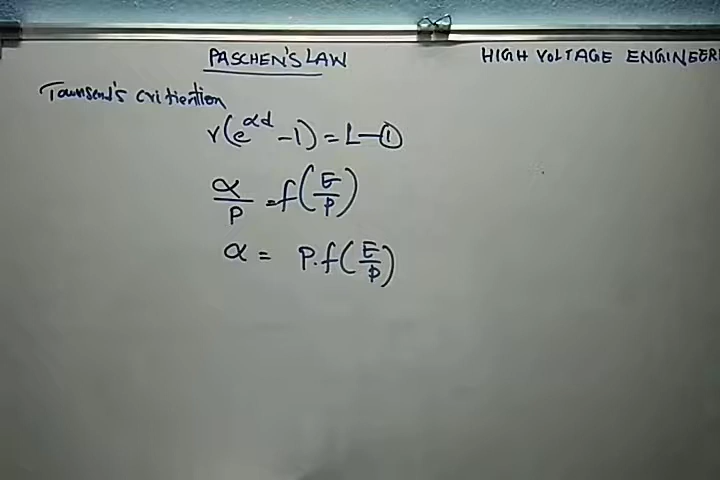 PASCHEN'S LAW
HIGH VOLTAGE ENGINEER
Townsend's critiention
γ(e^αd - 1) = 1 - ①
α/P = f(E/P)
α = P.f(E/P)